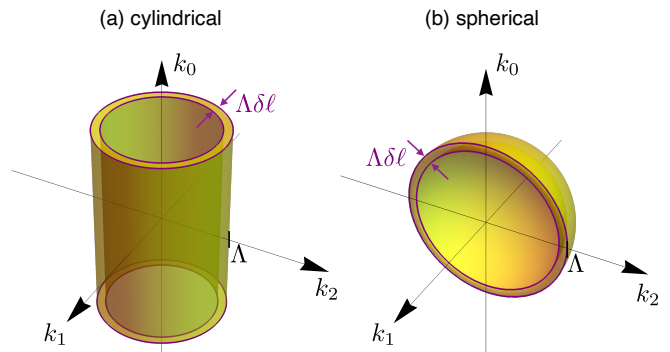 (a) cylindrical
(b) spherical
k₀
k₀
Λδℓ
Λδℓ
Λ
Λ
k₂
k₂
k₁
k₁